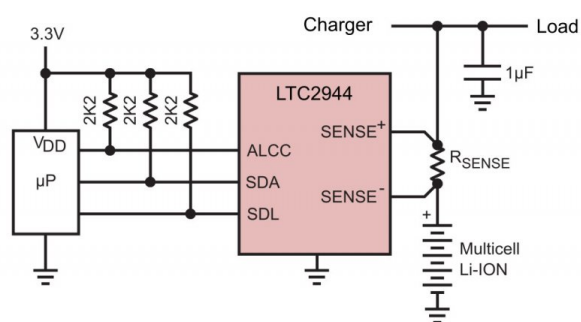 Charger
Load
3.3V
1µF
2K2
2K2
2K2
LTC2944
VDD
µP
SENSE+
ALCC
RSENSE
SDA
SENSE-
SDL
+
Multicell
Li-ION